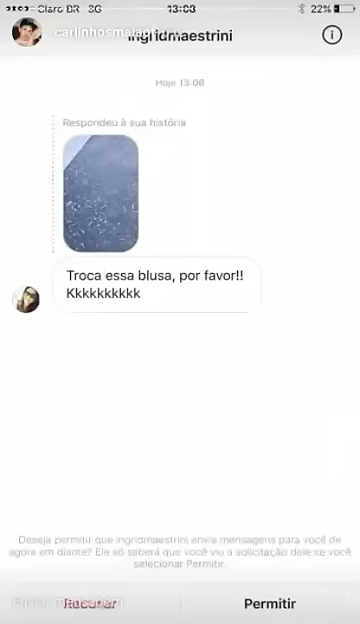 Claro BR 3G 13:08 22%
ingridmaestrini
Hoje 13:06
Respondeu à sua história
Troca essa blusa, por favor!!
Kkkkkkkkkk
Deseja permitir que ingridmaestrini envie mensagens para você de
agora em diante? Ele só saberá que você viu a solicitação dele se você
selecionar Permitir.
Recusar Permitir